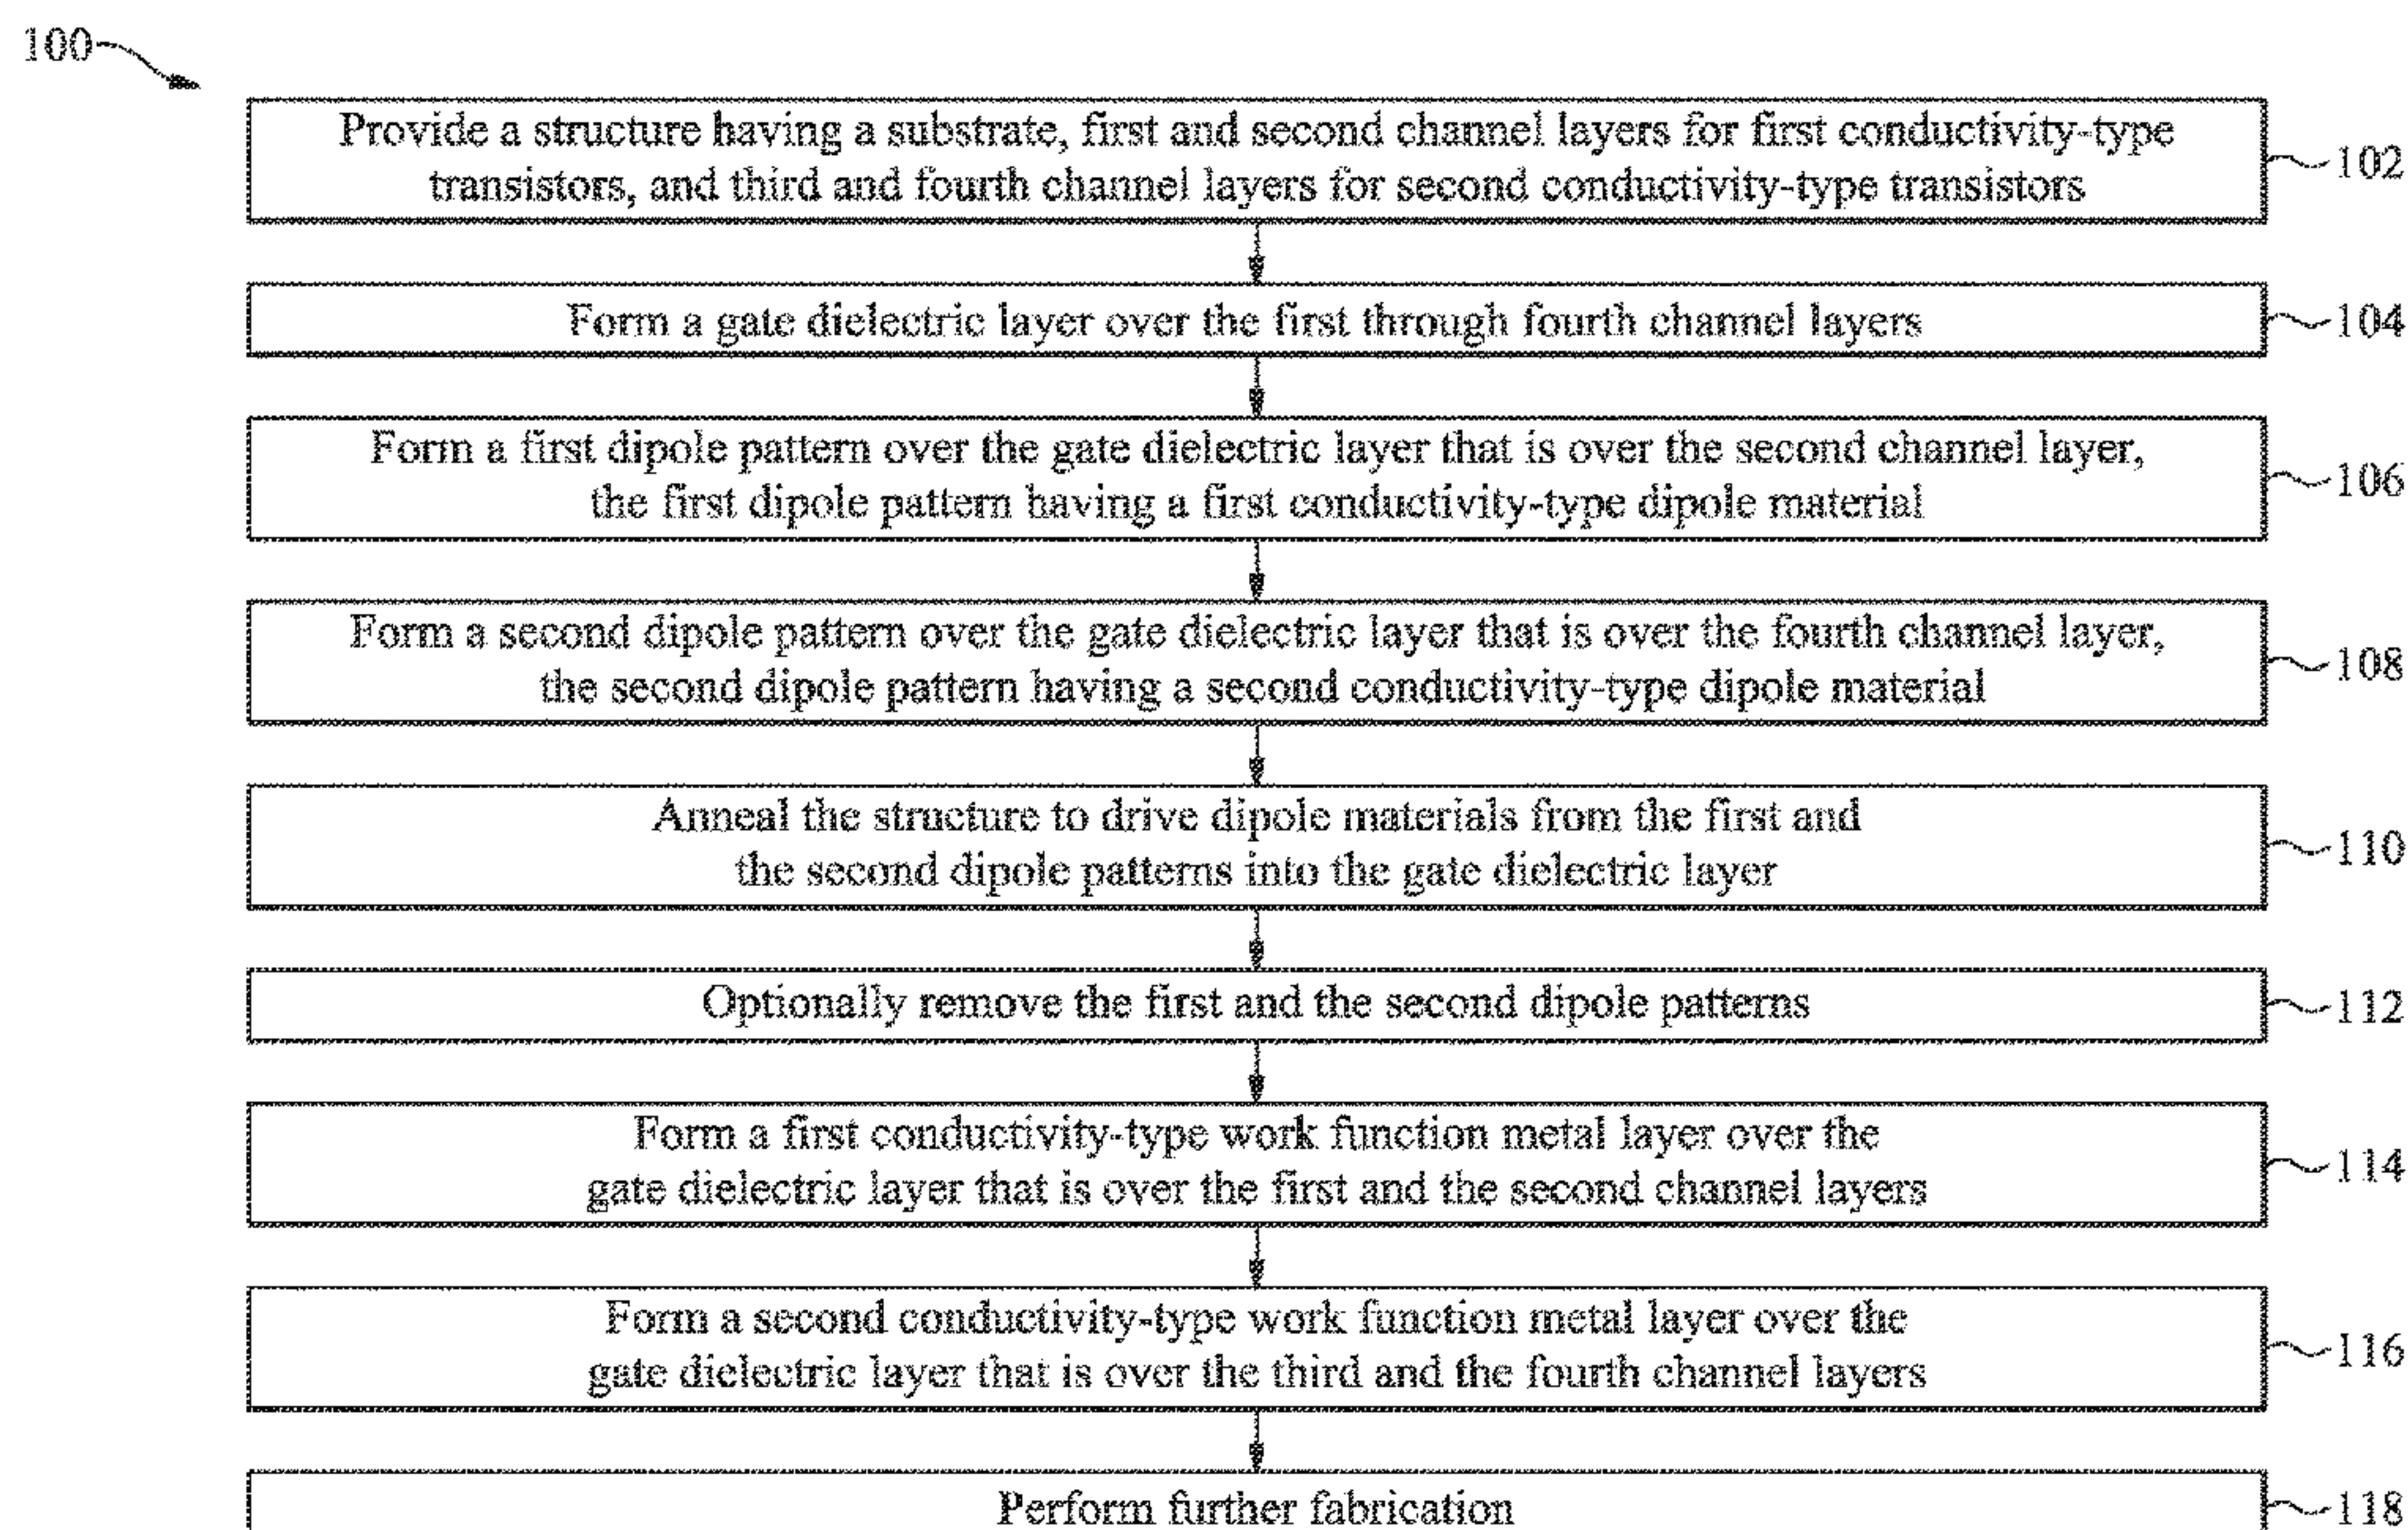 100
Provide a structure having a substrate, first and second channel layers for first conductivity-type
transistors, and third and fourth channel layers for second conductivity-type transistors
102
Form a gate dielectric layer over the first through fourth channel layers
104
Form a first dipole pattern over the gate dielectric layer that is over the second channel layer,
the first dipole pattern having a first conductivity-type dipole material
106
Form a second dipole pattern over the gate dielectric layer that is over the fourth channel layer,
the second dipole pattern having a second conductivity-type dipole material
108
Anneal the structure to drive dipole materials from the first and
the second dipole patterns into the gate dielectric layer
110
Optionally remove the first and the second dipole patterns
112
Form a first conductivity-type work function metal layer over the
gate dielectric layer that is over the first and the second channel layers
114
Form a second conductivity-type work function metal layer over the
gate dielectric layer that is over the third and the fourth channel layers
116
Perform further fabrication
118